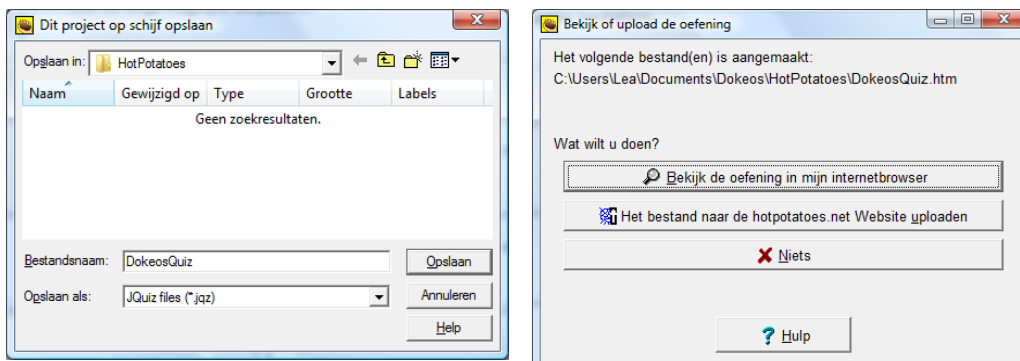 Dit project op schijf opslaan
Opslaan in: HotPotatoes
Naam Gewijzigd op Type Grootte Labels
Geen zoekresultaten.
Bestandsnaam: DokeosQuiz Opslaan
Opslaan als: JQuiz files (*.jqz) Annuleren
Help
Bekijk of upload de oefening
Het volgende bestand(en) is aangemaakt:
C:\Users\Lea\Documents\Dokeos\HotPotatoes\DokeosQuiz.htm
Wat wilt u doen?
Bekijk de oefening in mijn internetbrowser
Het bestand naar de hotpotatoes.net Website uploaden
Niets
? Hulp